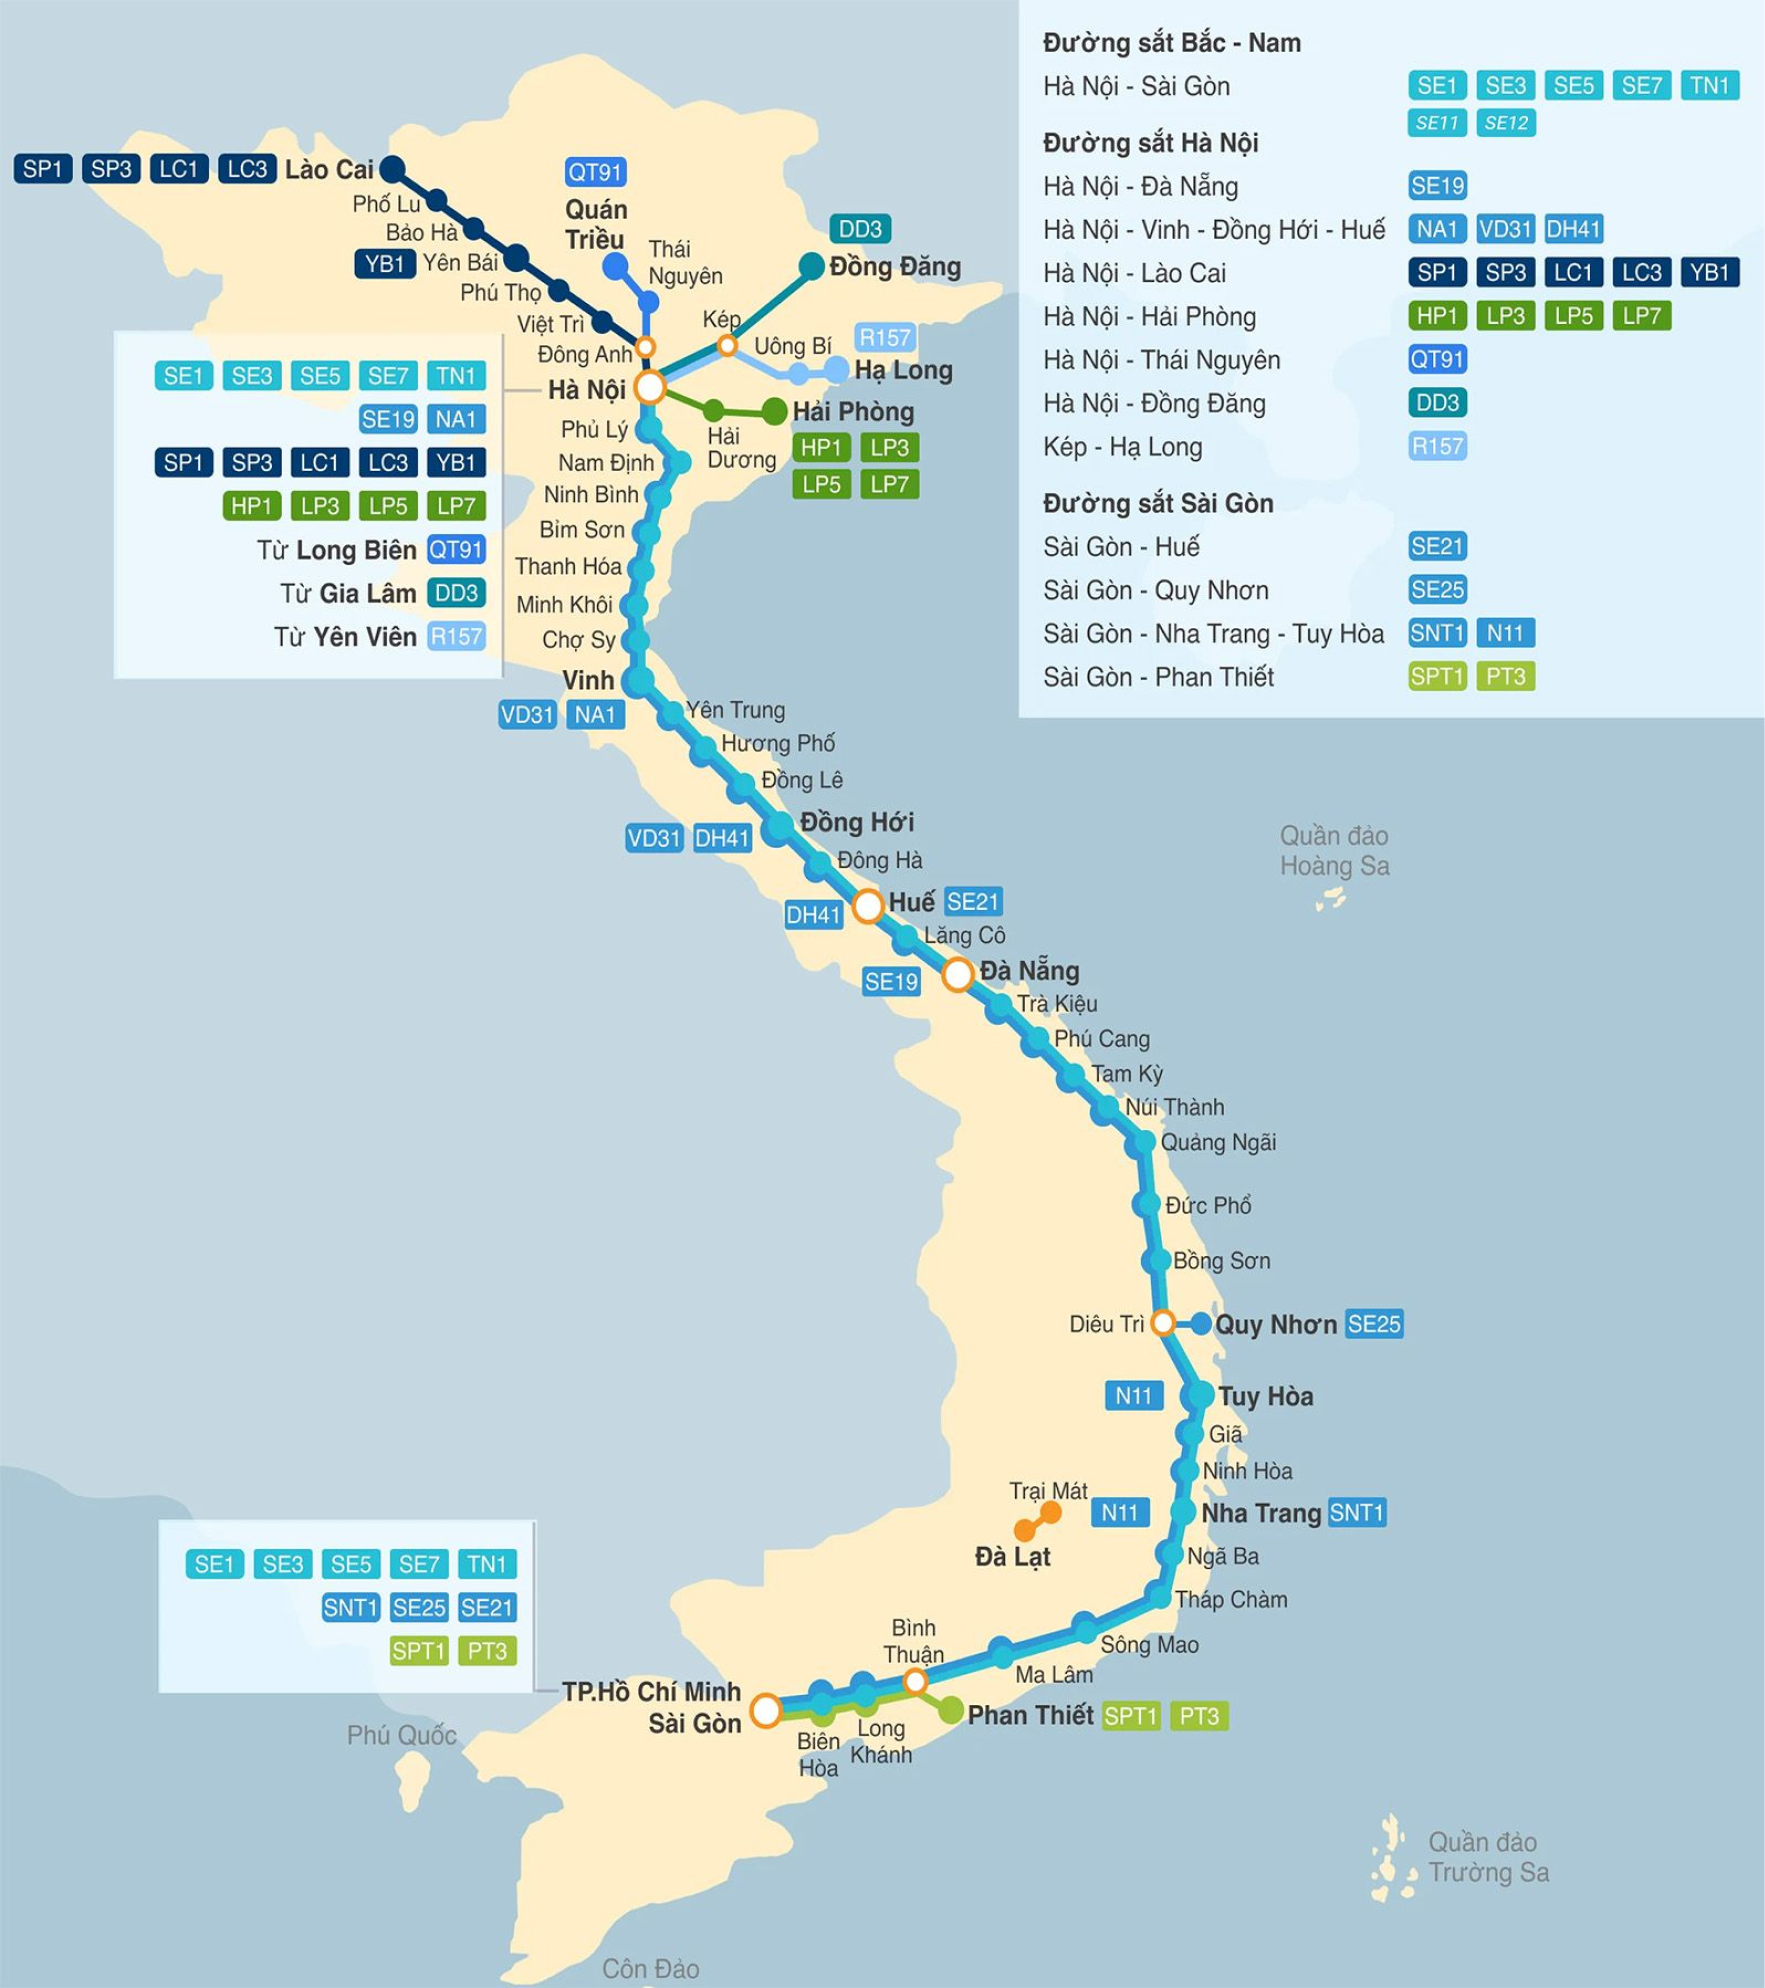 Đường sắt Bắc - Nam
Hà Nội - Sài Gòn SE1 SE3 SE5 SE7 TN1
SE11 SE12
Đường sắt Hà Nội
Hà Nội - Đà Nẵng SE19
Hà Nội - Vinh - Đồng Hới - Huế NA1 VD31 DH41
Hà Nội - Lào Cai SP1 SP3 LC1 LC3 YB1
Hà Nội - Hải Phòng HP1 LP3 LP5 LP7
Hà Nội - Thái Nguyên QT91
Hà Nội - Đồng Đăng DD3
Kép - Hạ Long R157
Đường sắt Sài Gòn
Sài Gòn - Huế SE21
Sài Gòn - Quy Nhơn SE25
Sài Gòn - Nha Trang - Tuy Hòa SNT1 N11
Sài Gòn - Phan Thiết SPT1 PT3
SP1 SP3 LC1 LC3 Lào Cai
Phố Lu
Bảo Hà
YB1 Yên Bái
Phú Thọ
Việt Trì
Đông Anh
QT91
Quán
Triều
Thái
Nguyên
DD3
Đồng Đăng
Kép
Uông Bí
R157
Hạ Long
Hải Phòng
Hải
Dương
HP1 LP3
LP5 LP7
SE1 SE3 SE5 SE7 TN1
SE19 NA1
SP1 SP3 LC1 LC3 YB1
HP1 LP3 LP5 LP7
Từ Long Biên QT91
Từ Gia Lâm DD3
Từ Yên Viên R157
Hà Nội
Phủ Lý
Nam Định
Ninh Bình
Bỉm Sơn
Thanh Hóa
Minh Khôi
Chợ Sy
Vinh
VD31 NA1
Yên Trung
Hương Phố
Đồng Lê
Đồng Hới
VD31 DH41
Đông Hà
Huế SE21
DH41
Lăng Cô
Đà Nẵng
SE19
Trà Kiệu
Phú Cang
Tam Kỳ
Núi Thành
Quảng Ngãi
Đức Phổ
Bồng Sơn
Diêu Trì
Quy Nhơn SE25
N11
Tuy Hòa
Giã
Ninh Hòa
Trại Mát
Đà Lạt
N11
Nha Trang SNT1
Ngã Ba
Tháp Chàm
Sông Mao
Ma Lâm
Bình
Thuận
Phan Thiết SPT1 PT3
Long
Khánh
Biên
Hòa
SE1 SE3 SE5 SE7 TN1
SNT1 SE25 SE21
SPT1 PT3
TP.Hồ Chí Minh
Sài Gòn
Quần đảo
Hoàng Sa
Phú Quốc
Quần đảo
Trường Sa
Côn Đảo